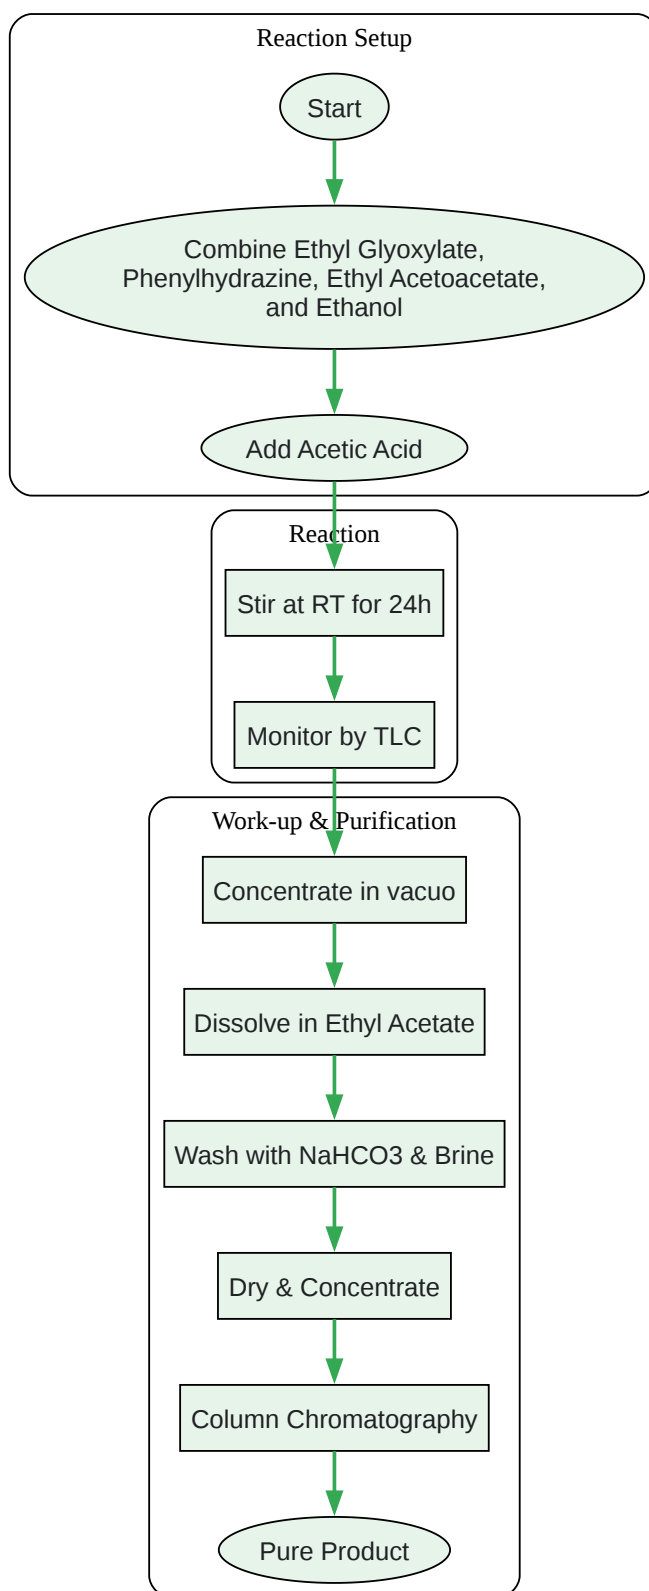 Reaction Setup
Start
Combine Ethyl Glyoxylate,
Phenylhydrazine, Ethyl Acetoacetate,
and Ethanol
Add Acetic Acid
Reaction
Stir at RT for 24h
Monitor by TLC
Work-up & Purification
Concentrate in vacuo
Dissolve in Ethyl Acetate
Wash with NaHCO3 & Brine
Dry & Concentrate
Column Chromatography
Pure Product